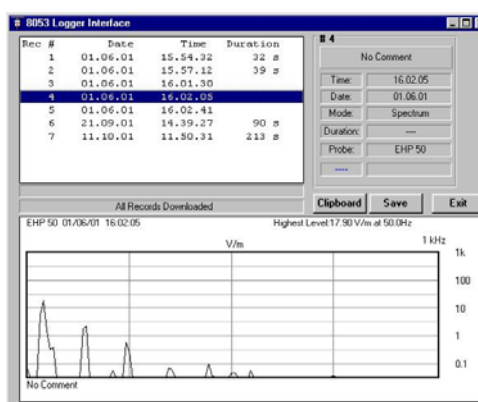 8053 Logger Interface
Rec # Date Time Duration
1 01.06.01 15.54.32 32 s
2 01.06.01 15.57.12 39 s
3 01.06.01 16.01.30
4 01.06.01 16.02.05
5 01.06.01 16.02.41
6 21.09.01 14.39.27 90 s
7 11.10.01 11.50.31 213 s
All Records Downloaded
# 4
No Comment
Time: 16.02.05
Date: 01.06.01
Mode: Spectrum
Duration: ---
Probe: EHP 50
----
Clipboard Save Exit
EHP 50 01/06/01 16:02:05 Highest Level:17.90 V/m at 50.0Hz
V/m 1 kHz
1k
100
10
1
0.1
No Comment